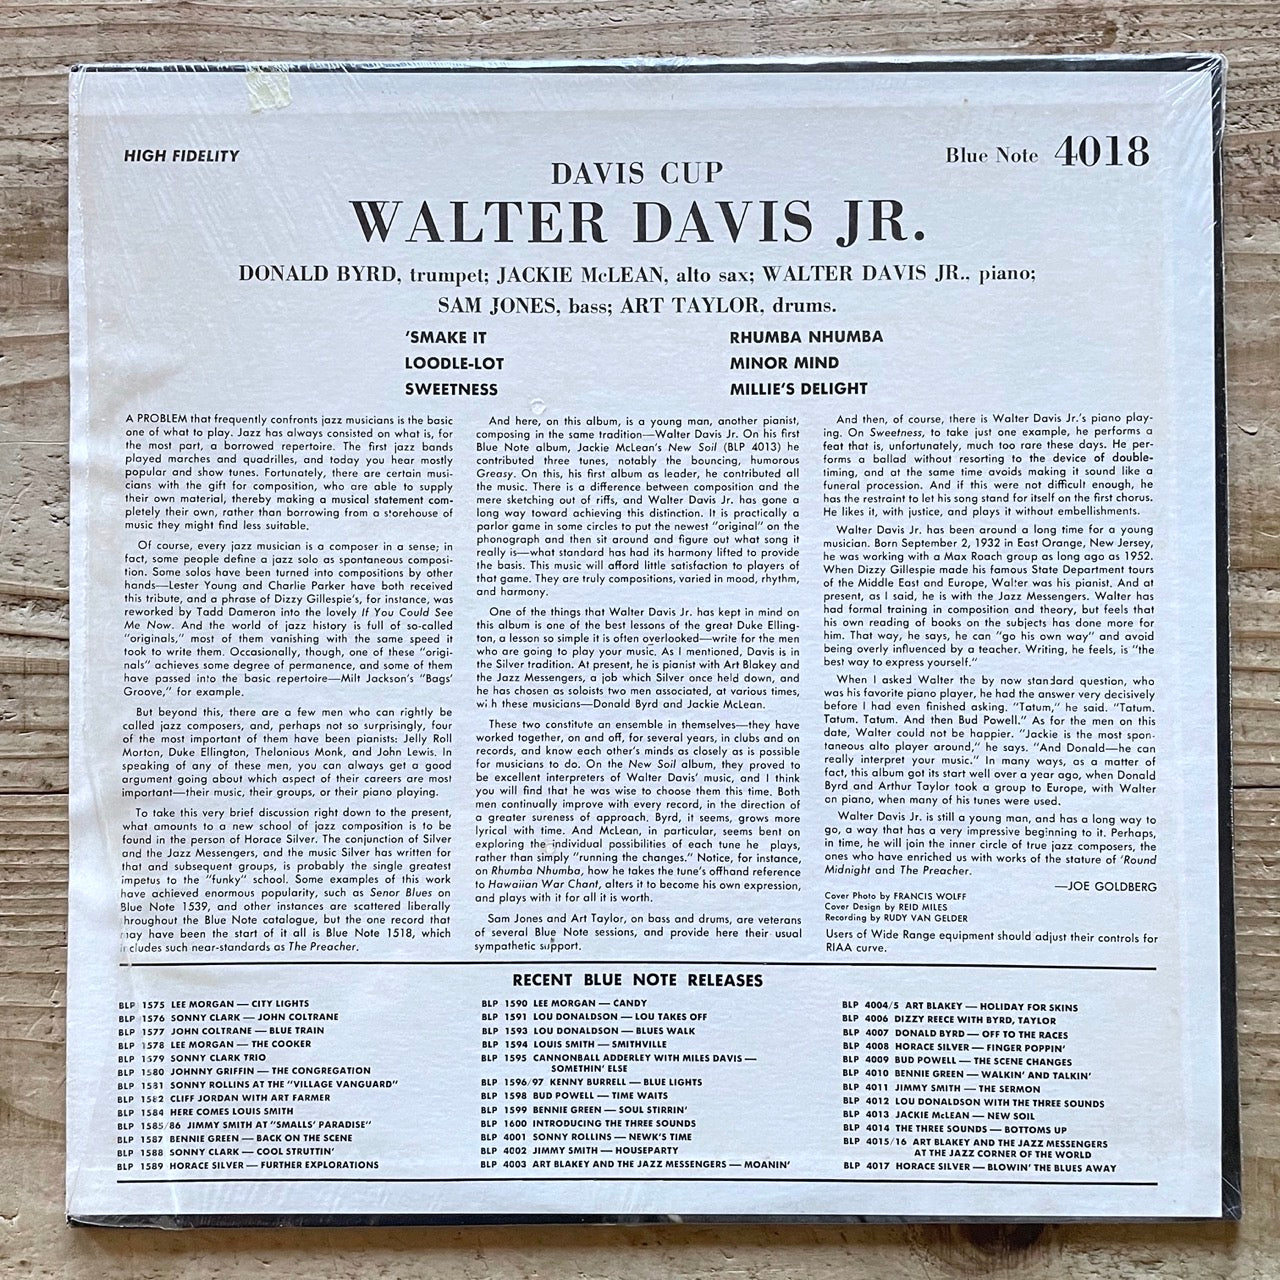 HIGH FIDELITY
Blue Note 4018
DAVIS CUP
WALTER DAVIS JR.
DONALD BYRD, trumpet; JACKIE McLEAN, alto sax; WALTER DAVIS JR., piano;
SAM JONES, bass; ART TAYLOR, drums.
'SMAKE IT
LOODLE-LOT
SWEETNESS
RHUMBA NHUMBA
MINOR MIND
MILLIE'S DELIGHT
A PROBLEM that frequently confronts jazz musicians is the basic
one of what to play. Jazz has always consisted on what is, for
the most part, a borrowed repertoire. The first jazz bands
played marches and quadrilles, and today you hear mostly
popular and show tunes. Fortunately, there are certain musi-
cians with the gift for composition, who are able to supply
their own material, thereby making a musical statement com-
pletely their own, rather than borrowing from a storehouse of
music they might find less suitable.
Of course, every jazz musician is a composer in a sense; in
fact, some people define a jazz solo as spontaneous composi-
tion. Some solos have been turned into compositions by other
hands—Lester Young and Charlie Parker have both received
this tribute, and a phrase of Dizzy Gillespie's, for instance, was
reworked by Tadd Dameron into the lovely If You Could See
Me Now. And the world of jazz history is full of so-called
"originals," most of them vanishing with the same speed it
took to write them. Occasionally, though, one of these "origi-
nals" achieves some degree of permanence, and some of them
have passed into the basic repertoire—Milt Jackson's "Bags'
Groove," for example.
But beyond this, there are a few men who can rightly be
called jazz composers, and, perhaps not so surprisingly, four
of the most important of them have been pianists: Jelly Roll
Morton, Duke Ellington, Thelonious Monk, and John Lewis. In
speaking of any of these men, you can always get a good
argument going about which aspect of their careers are most
important—their music, their groups, or their piano playing.
To take this very brief discussion right down to the present,
what amounts to a new school of jazz composition is to be
found in the person of Horace Silver. The conjunction of Silver
and the Jazz Messengers, and the music Silver has written for
that and subsequent groups, is probably the single greatest
impetus to the "funky" school. Some examples of this work
have achieved enormous popularity, such as Senor Blues on
Blue Note 1539, and other instances are scattered liberally
throughout the Blue Note catalogue, but the one record that
may have been the start of it all is Blue Note 1518, which
includes such near-standards as The Preacher.
And here, on this album, is a young man, another pianist,
composing in the same tradition—Walter Davis Jr. On his first
Blue Note album, Jackie McLean's New Soil (BLP 4013) he
contributed three tunes, notably the bouncing, humorous
Greasy. On this, his first album as leader, he contributed all
the music. There is a difference between composition and the
mere sketching out of riffs, and Walter Davis Jr. has gone a
long way toward achieving this distinction. It is practically a
parlor game in some circles to put the newest "original" on the
phonograph and then sit around and figure out what song it
really is—what standard has had its harmony lifted to provide
the basis. This music will afford little satisfaction to players of
that game. They are truly compositions, varied in mood, rhythm,
and harmony.
One of the things that Walter Davis Jr. has kept in mind on
this album is one of the best lessons of the great Duke Elling-
ton, a lesson so simple it is often overlooked—write for the men
who are going to play your music. As I mentioned, Davis is in
the Silver tradition. At present, he is pianist with Art Blakey and
the Jazz Messengers, a job which Silver once held down, and
he has chosen as soloists two men associated, at various times,
with these musicians—Donald Byrd and Jackie McLean.
These two constitute an ensemble in themselves—they have
worked together, on and off, for several years, in clubs and on
records, and know each other's minds as closely as is possible
for musicians to do. On the New Soil album, they proved to
be excellent interpreters of Walter Davis' music, and I think
you will find that he was wise to choose them this time. Both
men continually improve with every record, in the direction of
a greater sureness of approach. Byrd, it seems, grows more
lyrical with time. And McLean, in particular, seems bent on
exploring the individual possibilities of each tune he plays,
rather than simply "running the changes." Notice, for instance,
on Rhumba Nhumba, how he takes the tune's offhand reference
to Hawaiian War Chant, alters it to become his own expression,
and plays with it for all it is worth.
Sam Jones and Art Taylor, on bass and drums, are veterans
of several Blue Note sessions, and provide here their usual
sympathetic support.
And then, of course, there is Walter Davis Jr.'s piano play-
ing. On Sweetness, to take just one example, he performs a
feat that is, unfortunately, much too rare these days. He per-
forms a ballad without resorting to the device of double-
timing, and at the same time avoids making it sound like a
funeral procession. And if this were not difficult enough, he
has the restraint to let his song stand for itself on the first chorus.
He likes it, with justice, and plays it without embellishments.
Walter Davis Jr. has been around a long time for a young
musician. Born September 2, 1932 in East Orange, New Jersey,
he was working with a Max Roach group as long ago as 1952.
When Dizzy Gillespie made his famous State Department tours
of the Middle East and Europe, Walter was his pianist. And at
present, as I said, he is with the Jazz Messengers. Walter has
had formal training in composition and theory, but feels that
his own reading of books on the subjects has done more for
him. That way, he says, he can "go his own way" and avoid
being overly influenced by a teacher. Writing, he feels, is "the
best way to express yourself."
When I asked Walter the by now standard question, who
was his favorite piano player, he had the answer very decisively
before I had even finished asking. "Tatum," he said. "Tatum.
Tatum. Tatum. And then Bud Powell." As for the men on this
date, Walter could not be happier. "Jackie is the most spon-
taneous alto player around," he says. "And Donald—he can
really interpret your music." In many ways, as a matter of
fact, this album got its start well over a year ago, when Donald
Byrd and Arthur Taylor took a group to Europe, with Walter
on piano, when many of his tunes were used.
Walter Davis Jr. is still a young man, and has a long way to
go, a way that has a very impressive beginning to it. Perhaps,
in time, he will join the inner circle of true jazz composers, the
ones who have enriched us with works of the stature of 'Round
Midnight and The Preacher.
—JOE GOLDBERG
Cover Photo by FRANCIS WOLFF
Cover Design by REID MILES
Recording by RUDY VAN GELDER
Users of Wide Range equipment should adjust their controls for
RIAA curve.
RECENT BLUE NOTE RELEASES
BLP 1575 LEE MORGAN — CITY LIGHTS
BLP 1576 SONNY CLARK — JOHN COLTRANE
BLP 1577 JOHN COLTRANE — BLUE TRAIN
BLP 1578 LEE MORGAN — THE COOKER
BLP 1579 SONNY CLARK TRIO
BLP 1580 JOHNNY GRIFFIN — THE CONGREGATION
BLP 1581 SONNY ROLLINS AT THE "VILLAGE VANGUARD"
BLP 1582 CLIFF JORDAN WITH ART FARMER
BLP 1584 HERE COMES LOUIS SMITH
BLP 1585/86 JIMMY SMITH AT "SMALLS' PARADISE"
BLP 1587 BENNIE GREEN — BACK ON THE SCENE
BLP 1588 SONNY CLARK — COOL STRUTTIN'
BLP 1589 HORACE SILVER — FURTHER EXPLORATIONS
BLP 1590 LEE MORGAN — CANDY
BLP 1591 LOU DONALDSON — LOU TAKES OFF
BLP 1593 LOU DONALDSON — BLUES WALK
BLP 1594 LOUIS SMITH — SMITHVILLE
BLP 1595 CANNONBALL ADDERLEY WITH MILES DAVIS —
SOMETHIN' ELSE
BLP 1596/97 KENNY BURRELL — BLUE LIGHTS
BLP 1598 BUD POWELL — TIME WAITS
BLP 1599 BENNIE GREEN — SOUL STIRRIN'
BLP 1600 INTRODUCING THE THREE SOUNDS
BLP 4001 SONNY ROLLINS — NEWK'S TIME
BLP 4002 JIMMY SMITH — HOUSEPARTY
BLP 4003 ART BLAKEY AND THE JAZZ MESSENGERS — MOANIN'
BLP 4004/5 ART BLAKEY — HOLIDAY FOR SKINS
BLP 4006 DIZZY REECE WITH BYRD, TAYLOR
BLP 4007 DONALD BYRD — OFF TO THE RACES
BLP 4008 HORACE SILVER — FINGER POPPIN'
BLP 4009 BUD POWELL — THE SCENE CHANGES
BLP 4010 BENNIE GREEN — WALKIN' AND TALKIN'
BLP 4011 JIMMY SMITH — THE SERMON
BLP 4012 LOU DONALDSON WITH THE THREE SOUNDS
BLP 4013 JACKIE McLEAN — NEW SOIL
BLP 4014 THE THREE SOUNDS — BOTTOMS UP
BLP 4015/16 ART BLAKEY AND THE JAZZ MESSENGERS
AT THE JAZZ CORNER OF THE WORLD
BLP 4017 HORACE SILVER — BLOWIN' THE BLUES AWAY